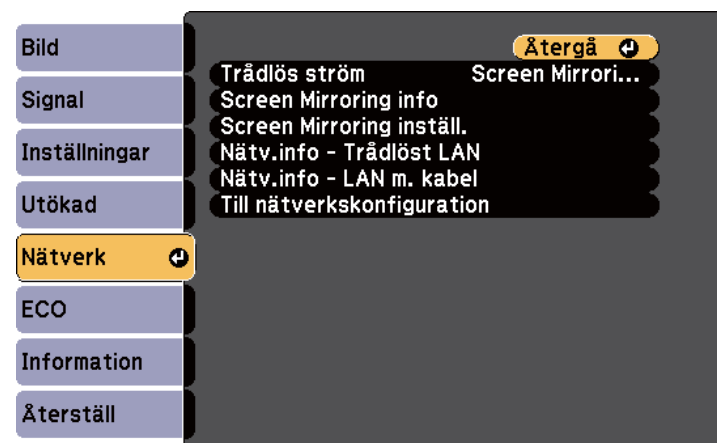 Bild
Signal
Inställningar
Utökad
Nätverk
ECO
Information
Återställ
Återgå
Trådlös ström Screen Mirrori...
Screen Mirroring info
Screen Mirroring inställ.
Nätv.info - Trådlöst LAN
Nätv.info - LAN m. kabel
Till nätverkskonfiguration